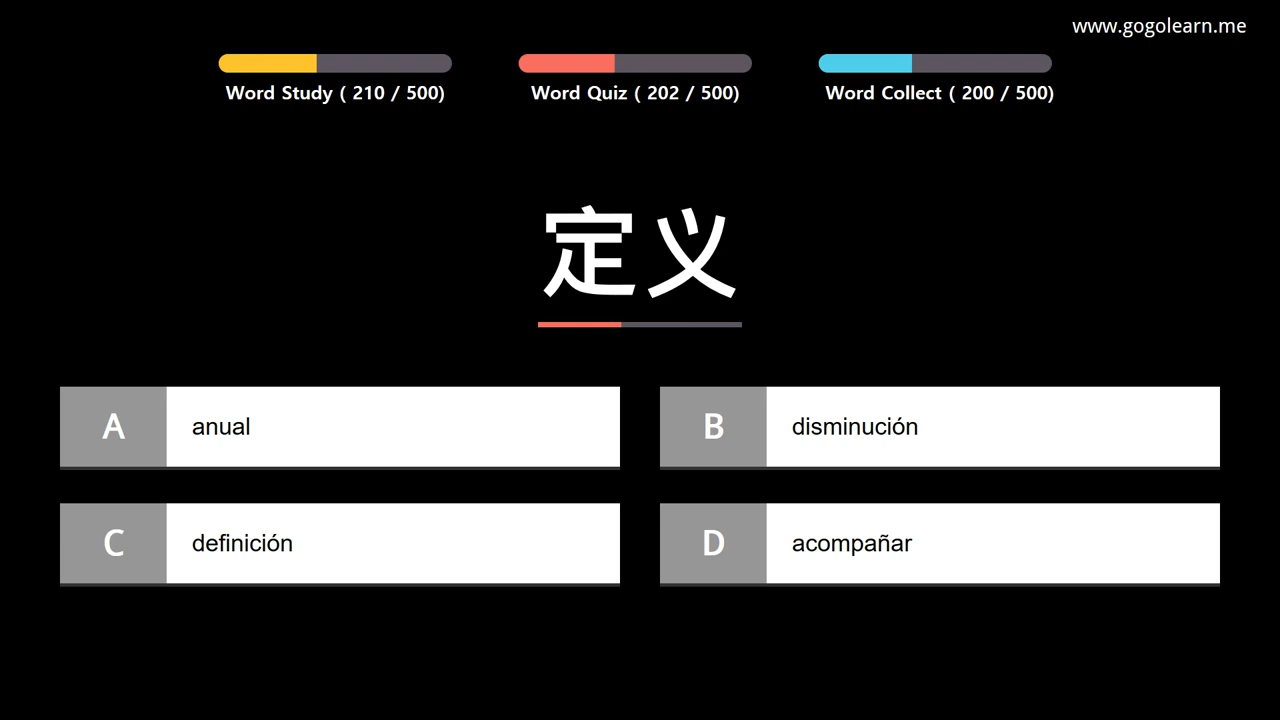 www.gogolearn.me
Word Study ( 210 / 500)
Word Quiz ( 202 / 500)
Word Collect ( 200 / 500)
定义
A anual
B disminución
C definición
D acompañar